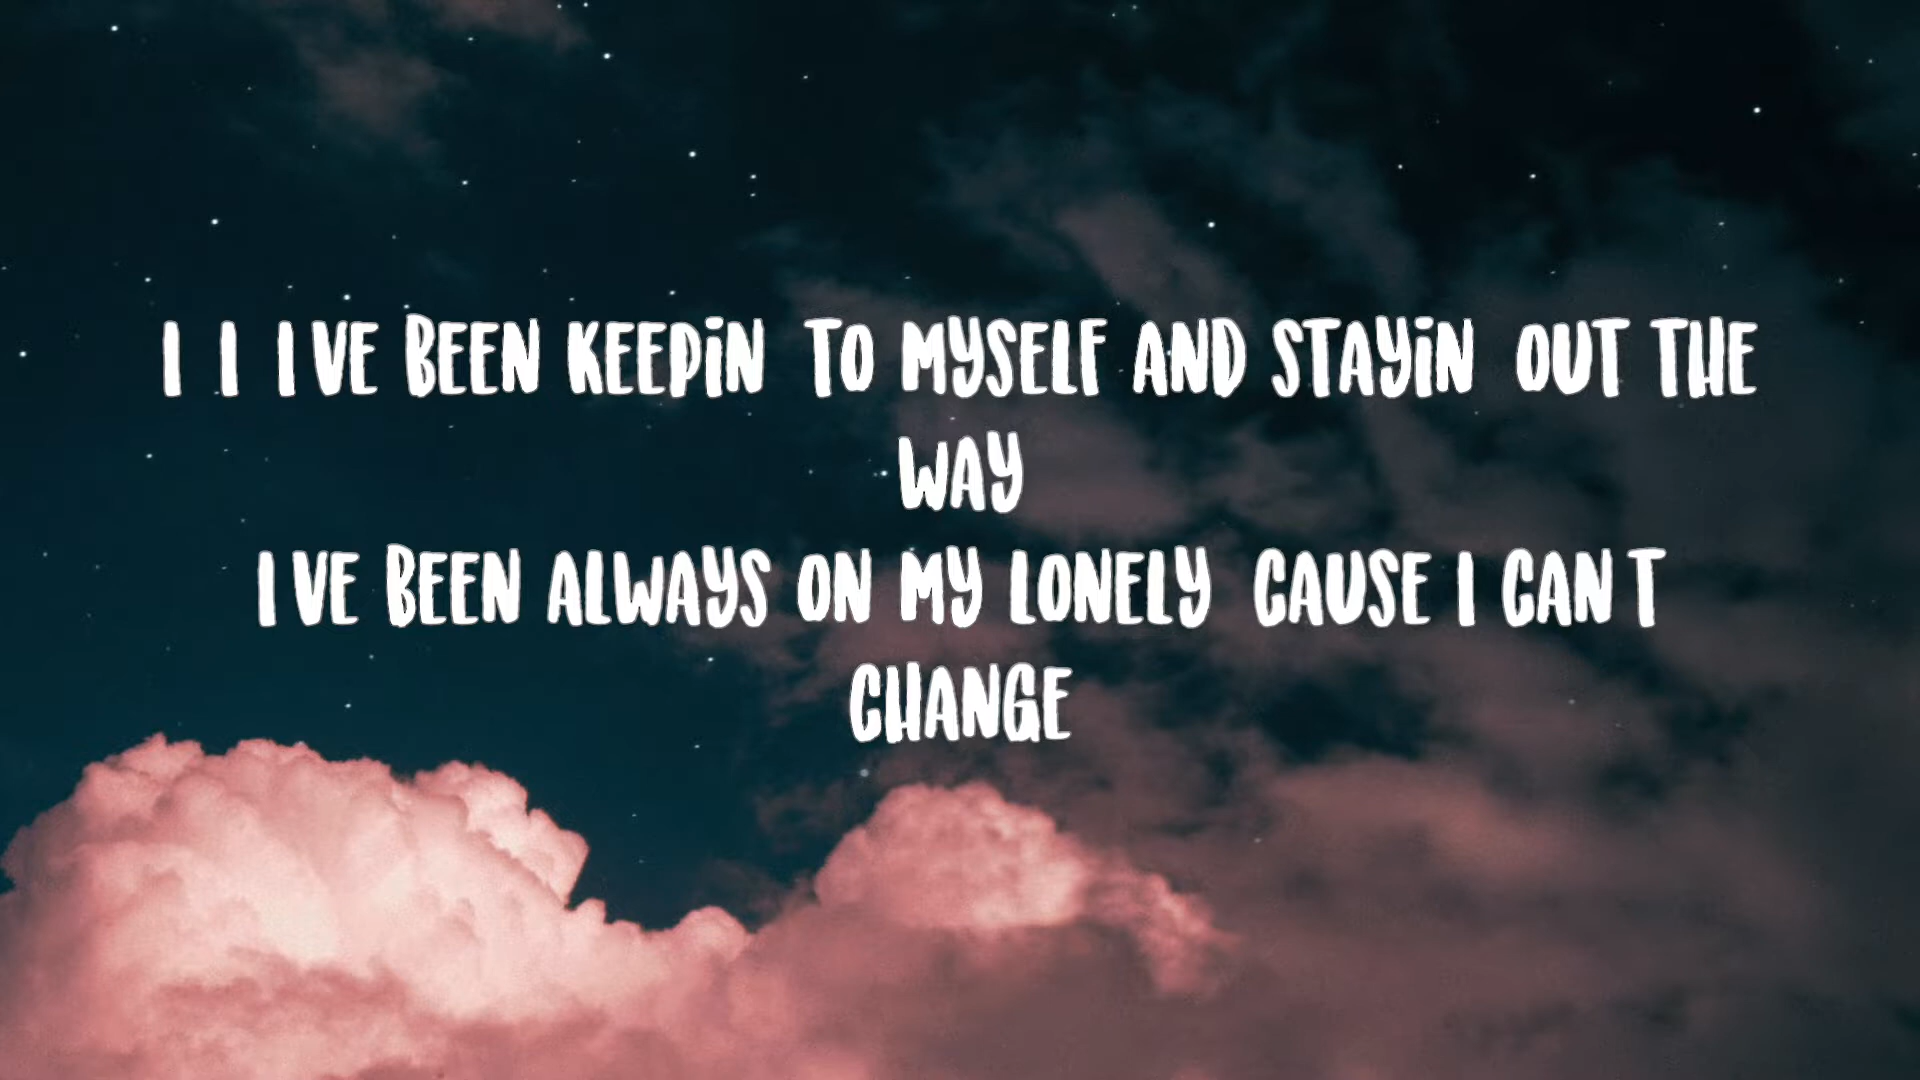 I I I VE BEEN KEEPiN TO MYSELF AND STAYiN OUT THE
WAY
I VE BEEN ALWAYS ON MY LONELY CAUSE I CAN T
CHANGE